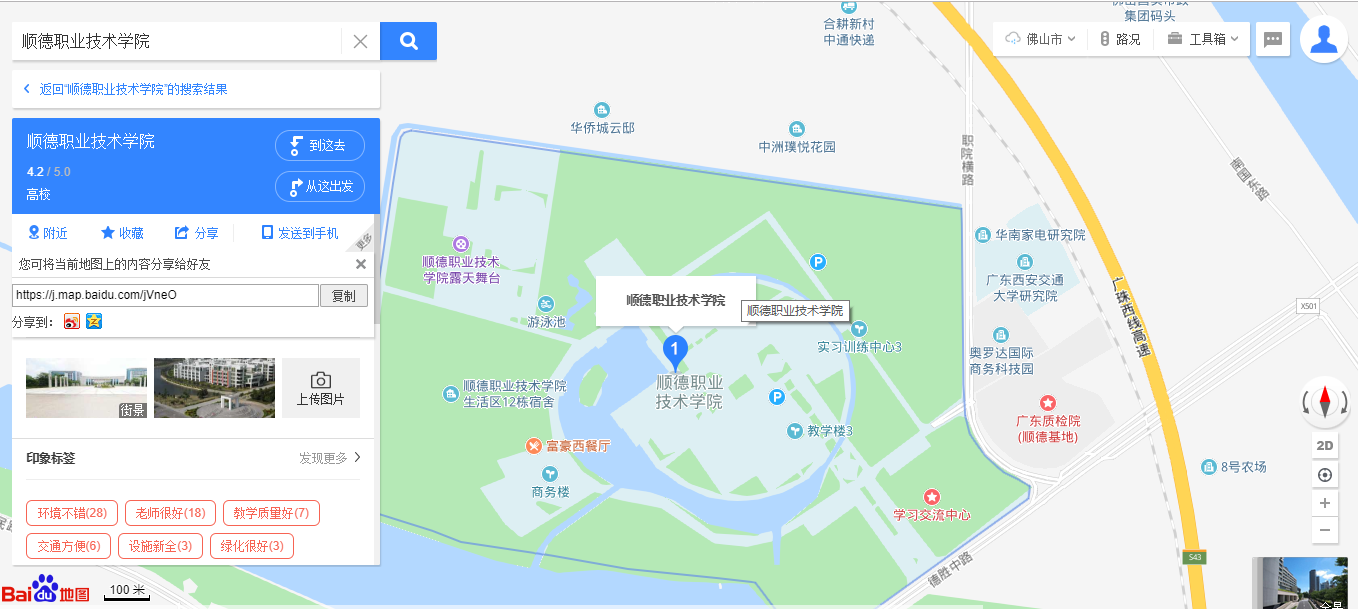 顺德职业技术学院
返回"顺德职业技术学院"的搜索结果
顺德职业技术学院
到这去
4.2 / 5.0
高校
从这出发
附近
收藏
分享
发送到手机
更多
您可将当前地图上的内容分享给好友
https://j.map.baidu.com/jVneO
复制
分享到：
街景
上传图片
印象标签
发现更多
环境不错(28)
老师很好(18)
教学质量好(7)
交通方便(6)
设施新全(3)
绿化很好(3)
Bai du 地图
100 米
合耕新村
中通快递
集团码头
佛山市
路况
工具箱
华侨城云邸
中洲璞悦花园
职院横路
南国东路
顺德职业技术
学院露天舞台
P
华南家电研究院
广东西安交通
大学研究院
顺德职业技术学院
顺德职业技术学院
游泳池
1
实习训练中心3
广珠西线高速
X501
奥罗达国际
商务科技园
顺德职业技术学院
生活区12栋宿舍
顺德职业
技术学院
P
教学楼3
广东质检院
(顺德基地)
富豪西餐厅
商务楼
学习交流中心
8号农场
2D
德胜中路
S43
全景